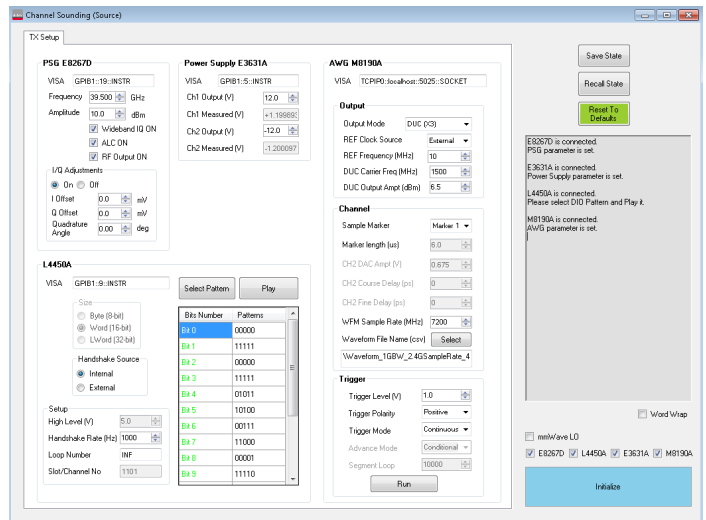 Channel Sounding (Source)
TX Setup
PSG E8267D
VISA GPIB1::19::INSTR
Frequency 39.500 GHz
Amplitude 10.0 dBm
Wideband IQ ON
ALC ON
RF Output ON
I/Q Adjustments
On Off
I Offset 0.0 mV
Q Offset 0.0 mV
Quadrature Angle 0.00 deg
Power Supply E3631A
VISA GPIB1::5::INSTR
Ch1 Output (V) 12.0
Ch1 Measured (V)
Ch2 Output (V) -12.0
Ch2 Measured (V) -1.200097
L4450A
VISA GPIB1::9::INSTR
Size
Byte (8-bit)
Word (16-bit)
LWord (32-bit)
Handshake Source
Internal
External
Setup
High Level (V) 5.0
Handshake Rate (Hz) 1000
Loop Number INF
Slot/Channel No 1101
Select Pattern Play
Bits Number Patterns
Bit 0 00000
Bit 1 11111
Bit 2 00000
Bit 3 11111
Bit 4 01011
Bit 5 10100
Bit 6 00111
Bit 7 11000
Bit 8 00001
Bit 9 11110
AWG M8190A
VISA TCPIP0::localhost::5025::SOCKET
Output
Output Mode DUC (X3)
REF Clock Source External
REF Frequency (MHz) 10
DUC Carrier Freq (MHz) 1500
DUC Output Ampt (dBm) 6.5
Channel
Sample Marker Marker 1
Marker length (us) 6.0
CH2 DAC Ampt (V) 0.675
CH2 Course Delay (ps) 0
CH2 Fine Delay (ps) 0
WFM Sample Rate (MHz) 7200
Waveform File Name (csv) Select
\Waveform_1GBW_2.4GSampleRate_4
Trigger
Trigger Level (V) 1.0
Trigger Polarity Positive
Trigger Mode Continuous
Advance Mode Conditional
Segment Loop 10000
Run
Save State
Recall State
Reset To
Defaults
E8267D is connected.
PSG parameter is set.
E3631A is connected.
Power Supply parameter is set.
L4450A is connected.
Please select DIO Pattern and Play it.
M8190A is connected.
AWG parameter is set.
Word Wrap
mmWave LO
E8267D L4450A E3631A M8190A
Initialize